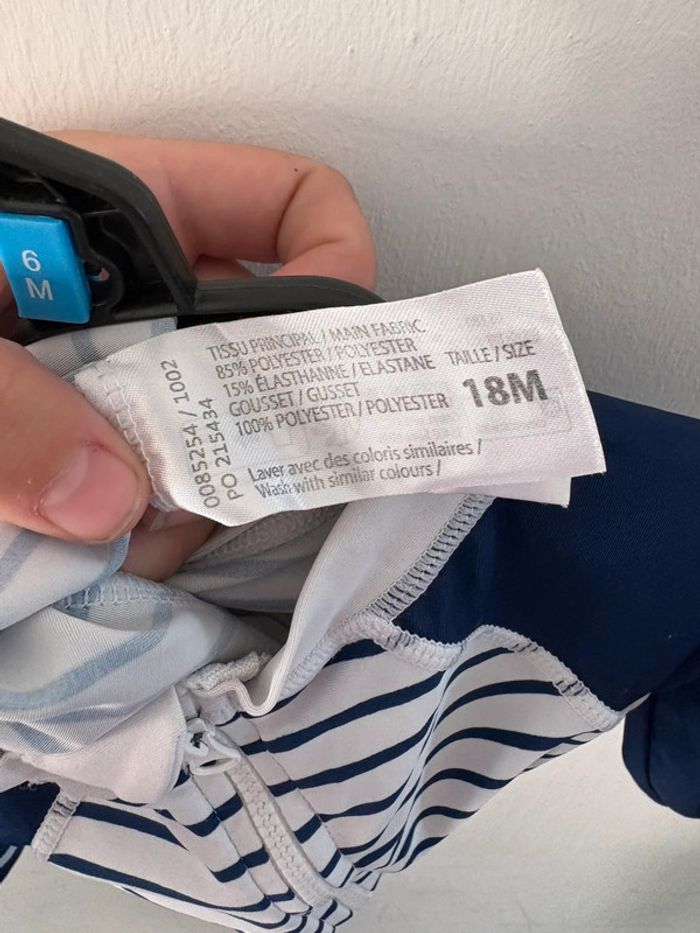 6
M
TISSU PRINCIPAL / MAIN FABRIC
85% POLYESTER / POLYESTER
15% ÉLASTHANNE / ELASTANE
GOUSSET / GUSSET
100% POLYESTER / POLYESTER
TAILLE / SIZE
18M
Laver avec des coloris similaires /
Wash with similar colours /
0085254 / 1002
PO 215434